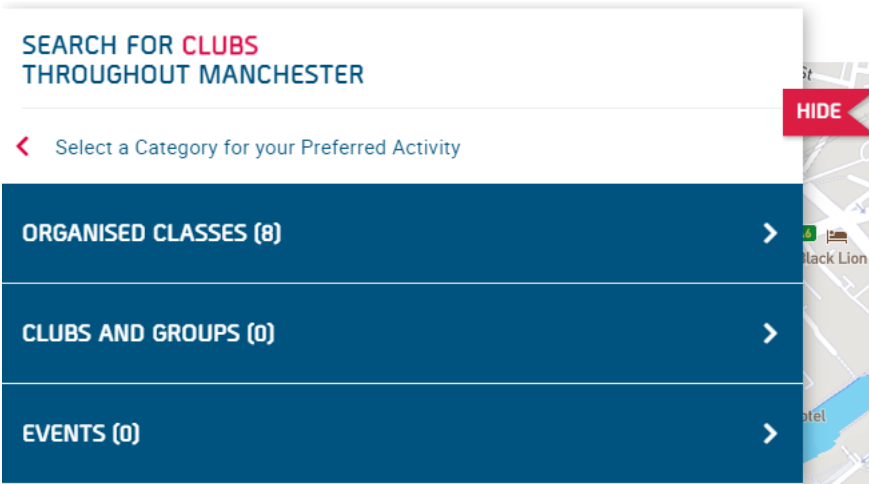 SEARCH FOR CLUBS
THROUGHOUT MANCHESTER
St
HIDE
Select a Category for your Preferred Activity
ORGANISED CLASSES (8)
Black Lion
CLUBS AND GROUPS (0)
EVENTS (0)